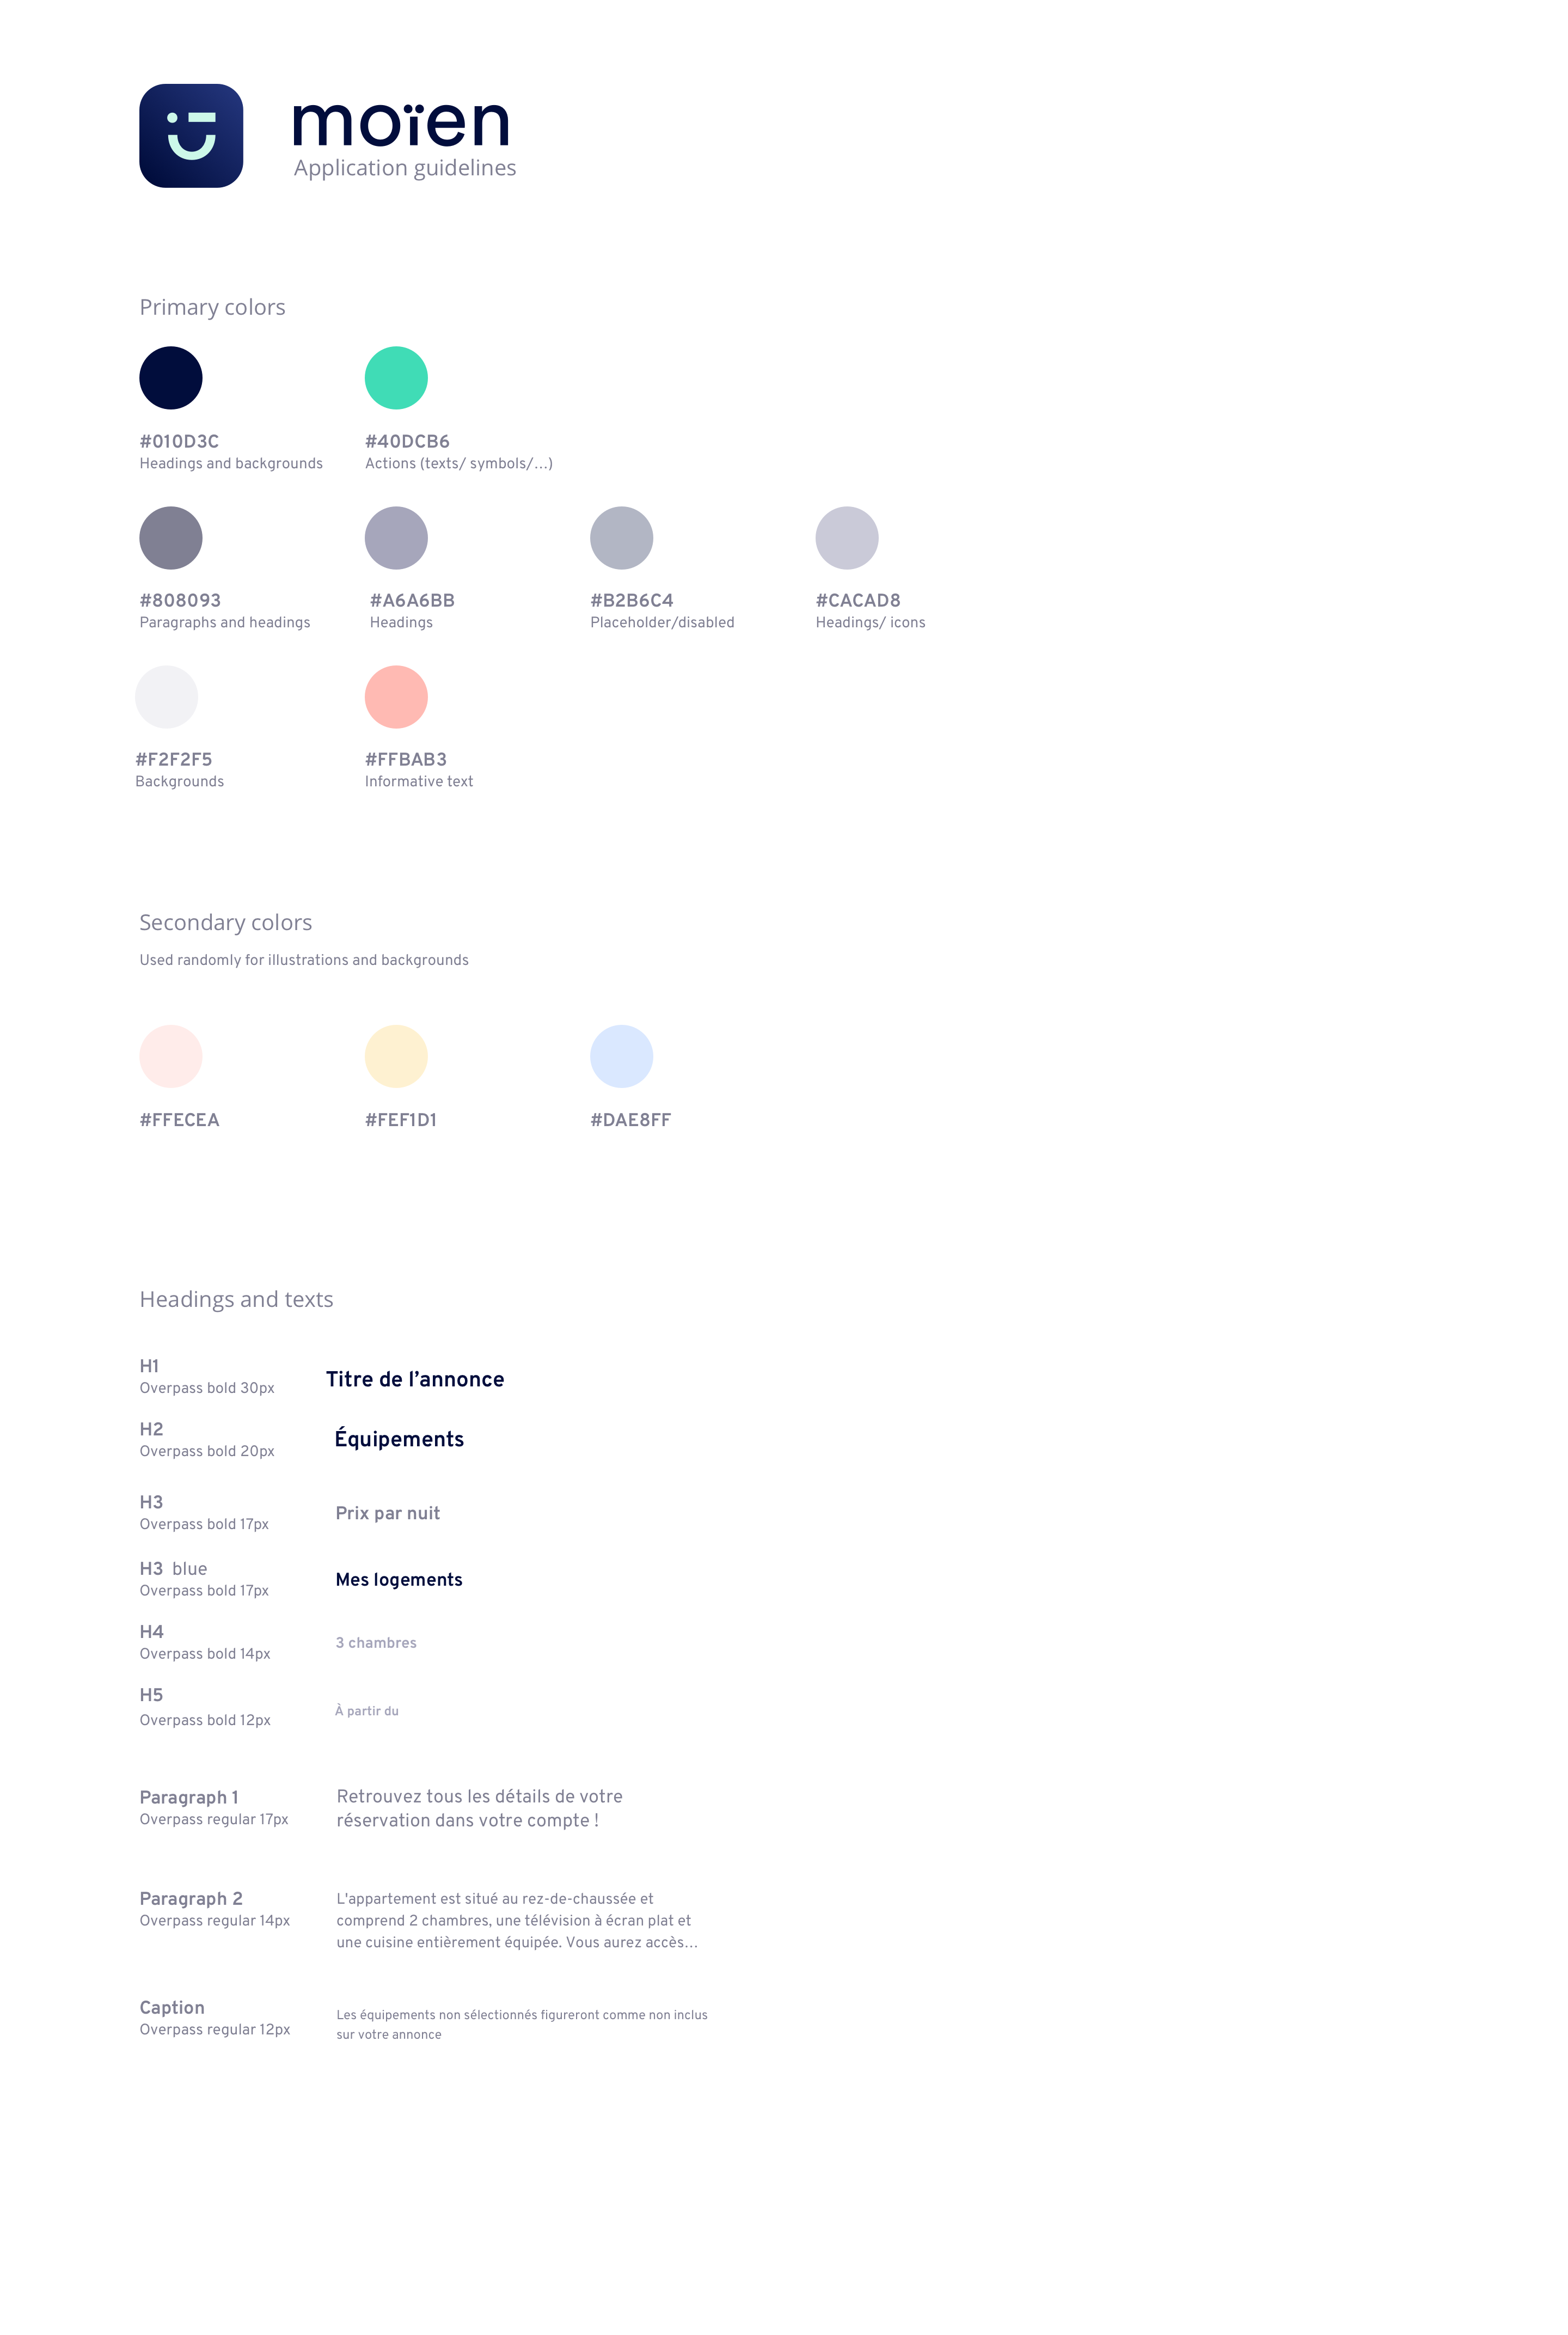 moïen
Application guidelines
Primary colors
#010D3C
Headings and backgrounds
#40DCB6
Actions (texts/ symbols/...)
#808093
Paragraphs and headings
#A6A6BB
Headings
#B2B6C4
Placeholder/disabled
#CACAD8
Headings/ icons
#F2F2F5
Backgrounds
#FFBAB3
Informative text
Secondary colors
Used randomly for illustrations and backgrounds
#FFECEA
#FEF1D1
#DAE8FF
Headings and texts
H1
Overpass bold 30px
Titre de l’annonce
H2
Overpass bold 20px
Équipements
H3
Overpass bold 17px
Prix par nuit
H3 blue
Overpass bold 17px
Mes logements
H4
Overpass bold 14px
3 chambres
H5
Overpass bold 12px
À partir du
Paragraph 1
Overpass regular 17px
Retrouvez tous les détails de votre
réservation dans votre compte !
Paragraph 2
Overpass regular 14px
L'appartement est situé au rez-de-chaussée et
comprend 2 chambres, une télévision à écran plat et
une cuisine entièrement équipée. Vous aurez accès...
Caption
Overpass regular 12px
Les équipements non sélectionnés figureront comme non inclus
sur votre annonce